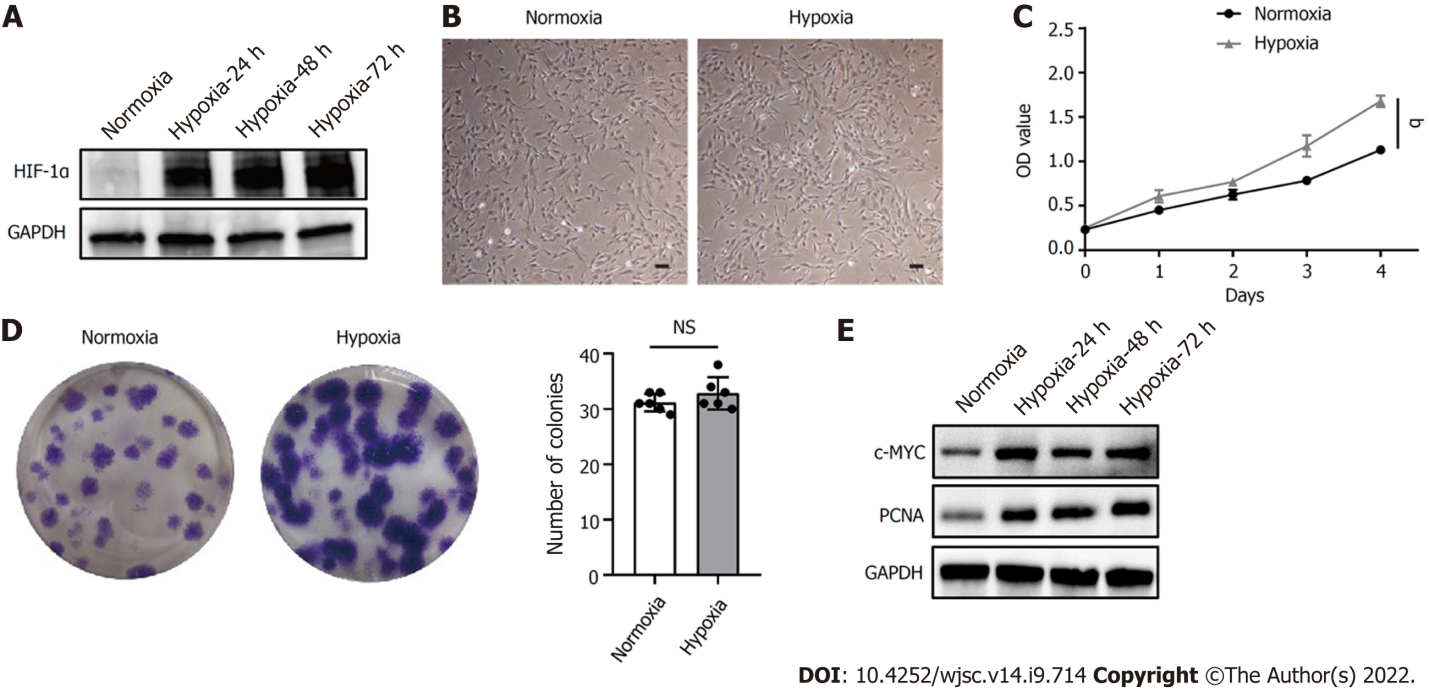 A
Normoxia
Hypoxia-24 h
Hypoxia-48 h
Hypoxia-72 h
HIF-1α
GAPDH
B
Normoxia
Hypoxia
C
Normoxia
Hypoxia
2.5
2.0
1.5
1.0
0.5
0.0
OD value
0 1 2 3 4
Days
b
D
Normoxia
Hypoxia
NS
40
30
20
10
0
Number of colonies
Normoxia
Hypoxia
E
Normoxia
Hypoxia-24 h
Hypoxia-48 h
Hypoxia-72 h
c-MYC
PCNA
GAPDH
DOI: 10.4252/wjsc.v14.i9.714 Copyright ©The Author(s) 2022.